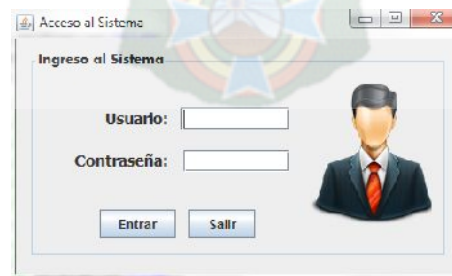 Acceso al Sistema
Ingreso al Sistema
Usuario:
Contraseña:
Entrar
Salir